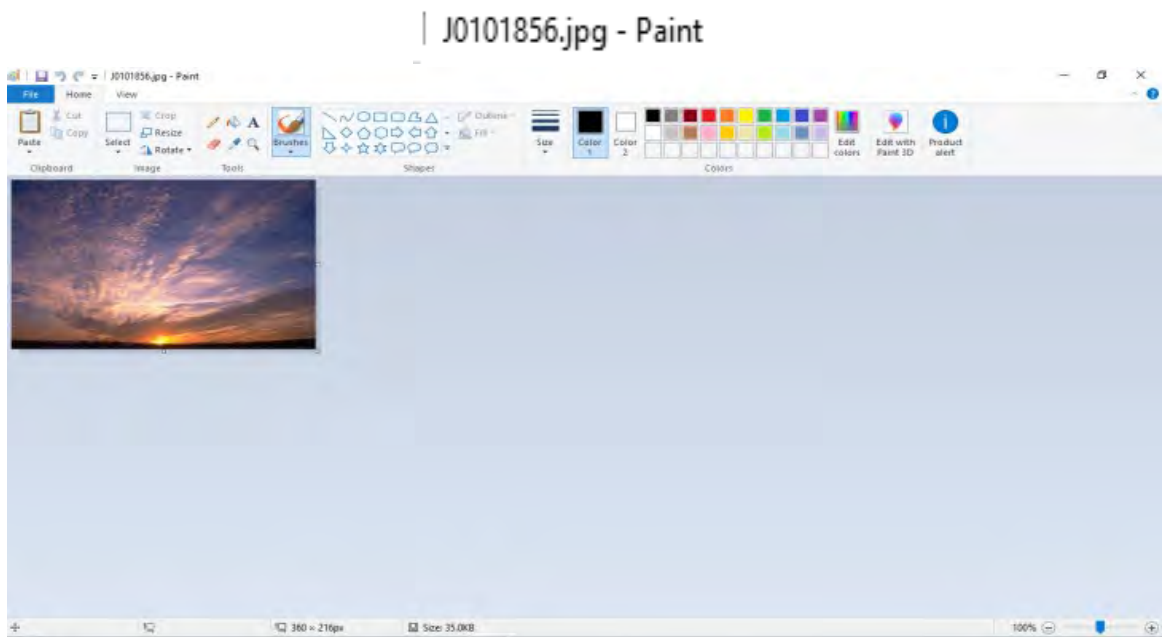 J0101856.jpg - Paint
J0101856.jpg - Paint
File Home View
Cut Crop Outline
Copy Resize Fill
Paste Select Rotate A Brushes Size Color 1 Color 2 Edit colors Edit with Paint 3D Product alert
Clipboard Image Tools Shapes Colors
360 × 216px Size: 35.0KB 100%